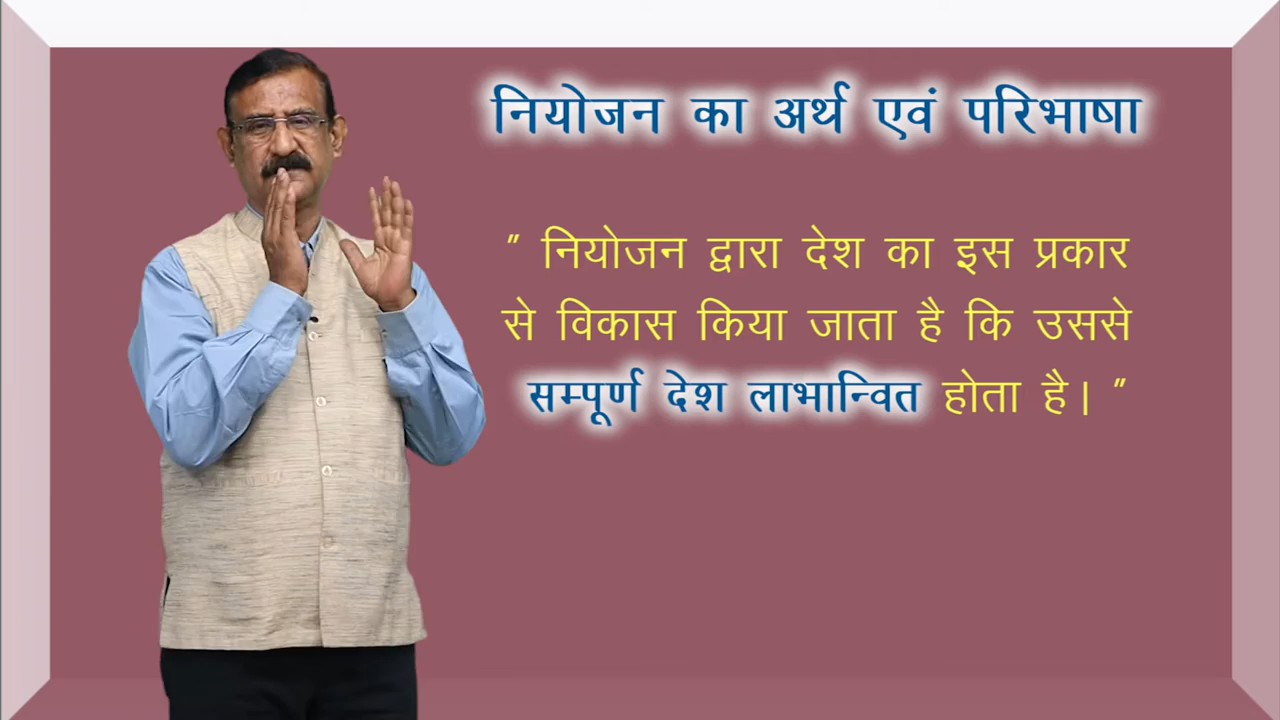 नियोजन का अर्थ एवं परिभाषा
" नियोजन द्वारा देश का इस प्रकार
से विकास किया जाता है कि उससे
सम्पूर्ण देश लाभान्वित होता है। "